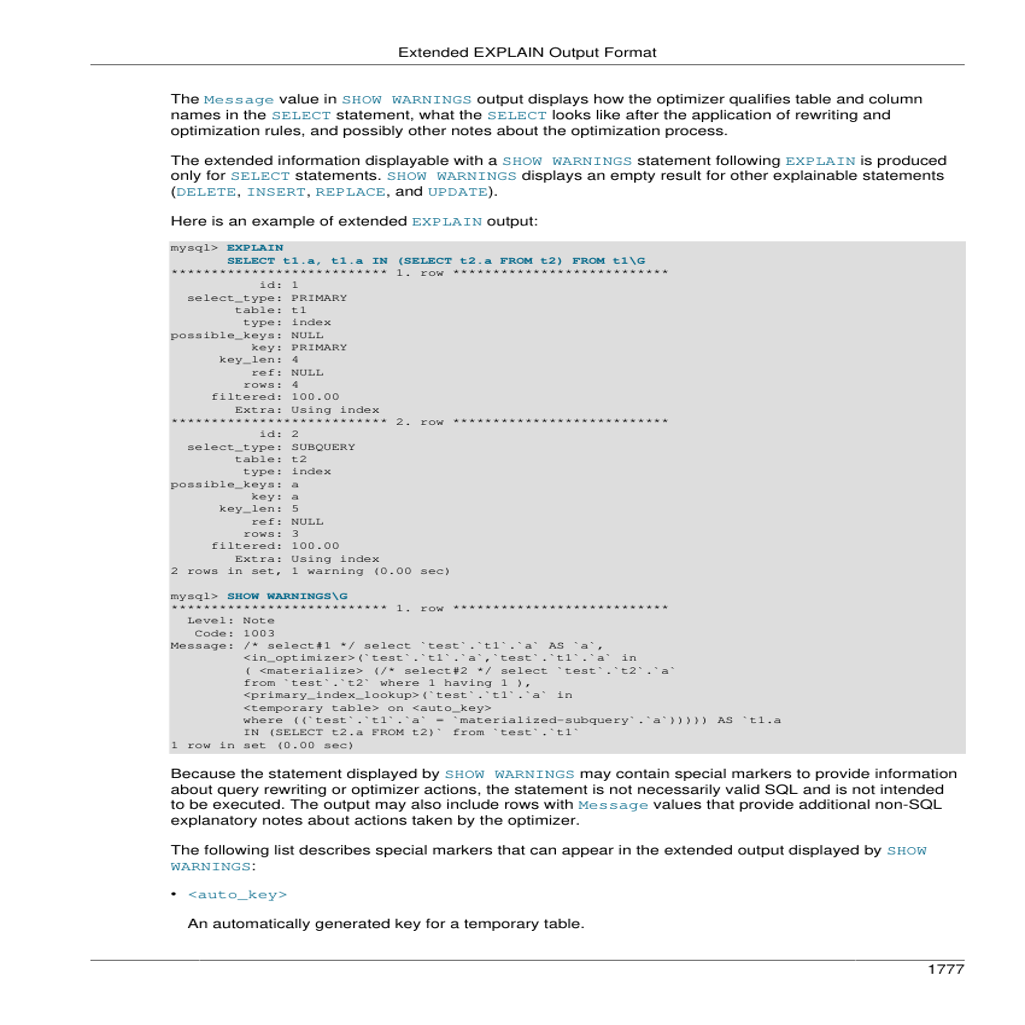 Extended EXPLAIN Output Format
The Message value in SHOW WARNINGS output displays how the optimizer qualifies table and column
names in the SELECT statement, what the SELECT looks like after the application of rewriting and
optimization rules, and possibly other notes about the optimization process.
The extended information displayable with a SHOW WARNINGS statement following EXPLAIN is produced
only for SELECT statements. SHOW WARNINGS displays an empty result for other explainable statements
(DELETE, INSERT, REPLACE, and UPDATE).
Here is an example of extended EXPLAIN output:
mysql> EXPLAIN
       SELECT t1.a, t1.a IN (SELECT t2.a FROM t2) FROM t1\G
*************************** 1. row ***************************
           id: 1
  select_type: PRIMARY
        table: t1
         type: index
possible_keys: NULL
          key: PRIMARY
      key_len: 4
          ref: NULL
         rows: 4
     filtered: 100.00
        Extra: Using index
*************************** 2. row ***************************
           id: 2
  select_type: SUBQUERY
        table: t2
         type: index
possible_keys: a
          key: a
      key_len: 5
          ref: NULL
         rows: 3
     filtered: 100.00
        Extra: Using index
2 rows in set, 1 warning (0.00 sec)
mysql> SHOW WARNINGS\G
*************************** 1. row ***************************
  Level: Note
   Code: 1003
Message: /* select#1 */ select `test`.`t1`.`a` AS `a`,
         <in_optimizer>(`test`.`t1`.`a`,`test`.`t1`.`a` in
         ( <materialize> (/* select#2 */ select `test`.`t2`.`a`
         from `test`.`t2` where 1 having 1 ),
         <primary_index_lookup>(`test`.`t1`.`a` in
         <temporary table> on <auto_key>
         where ((`test`.`t1`.`a` = `materialized-subquery`.`a`))))) AS `t1.a
         IN (SELECT t2.a FROM t2)` from `test`.`t1`
1 row in set (0.00 sec)
Because the statement displayed by SHOW WARNINGS may contain special markers to provide information
about query rewriting or optimizer actions, the statement is not necessarily valid SQL and is not intended
to be executed. The output may also include rows with Message values that provide additional non-SQL
explanatory notes about actions taken by the optimizer.
The following list describes special markers that can appear in the extended output displayed by SHOW
WARNINGS:
• <auto_key>
An automatically generated key for a temporary table.
1777